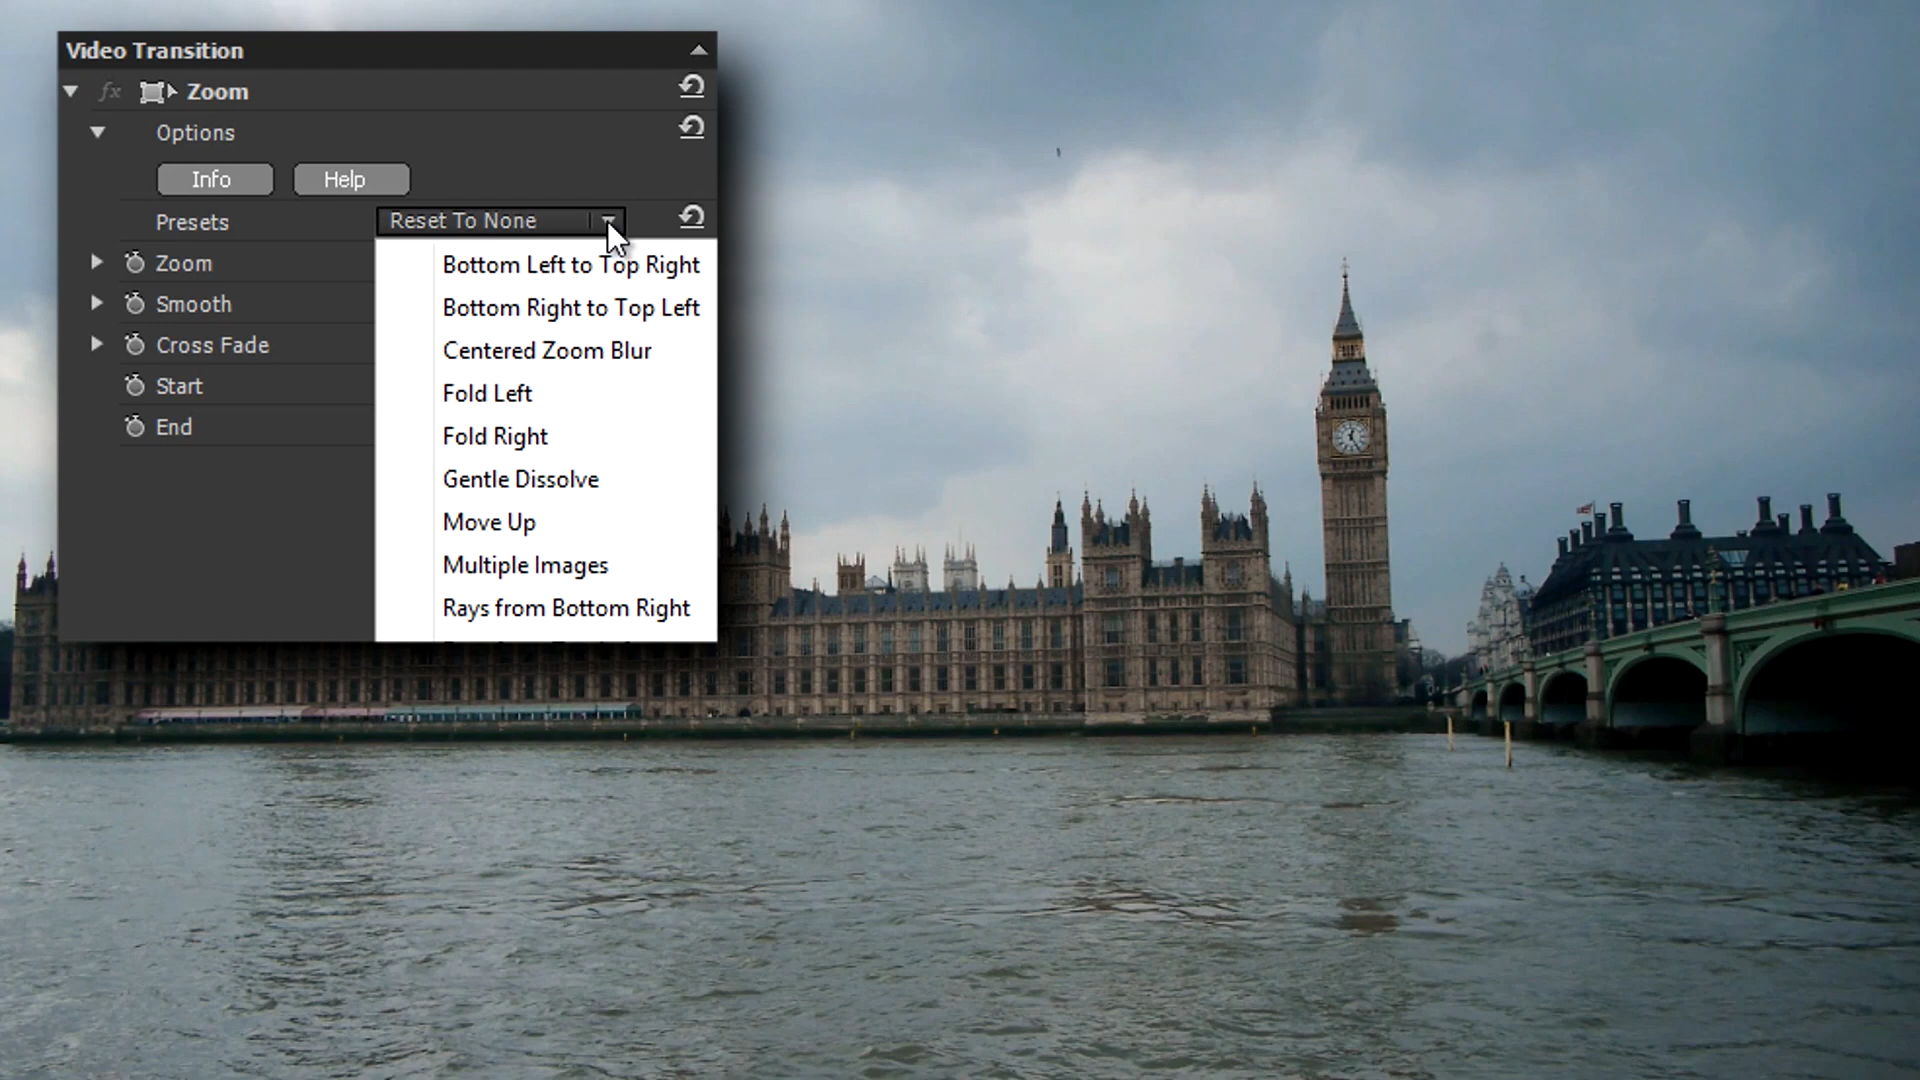 Video Transition
fx Zoom
Options
Info Help
Presets Reset To None
Bottom Left to Top Right
Zoom
Bottom Right to Top Left
Smooth
Centered Zoom Blur
Cross Fade
Fold Left
Start
Fold Right
End
Gentle Dissolve
Move Up
Multiple Images
Rays from Bottom Right